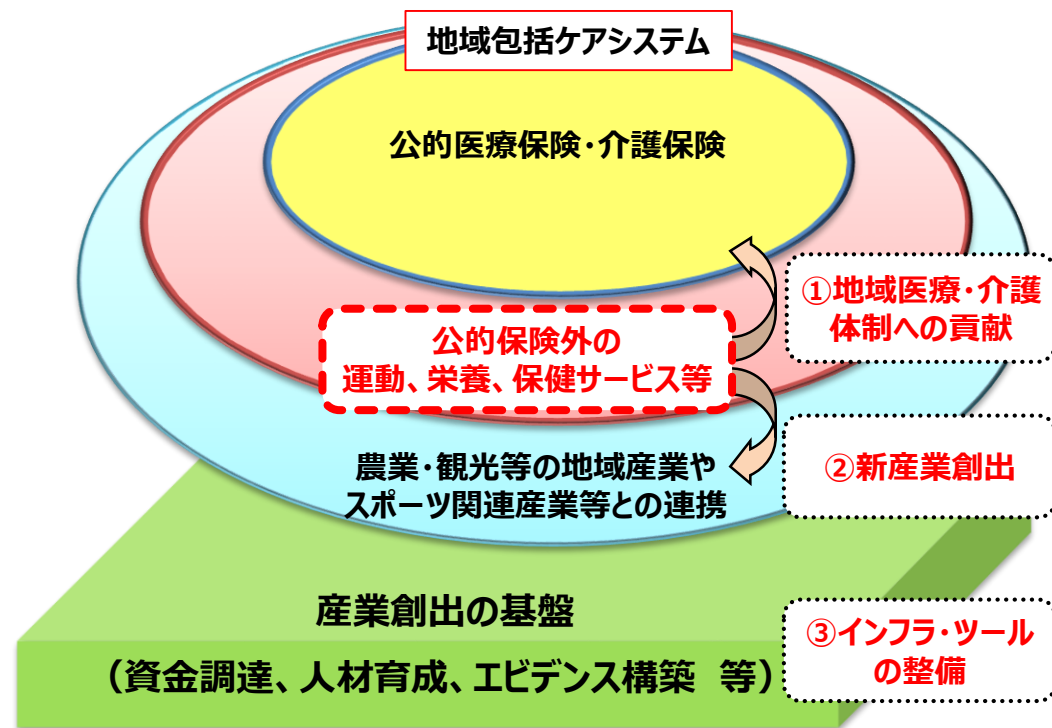 地域包括ケアシステム
公的医療保険・介護保険
①地域医療・介護
体制への貢献
公的保険外の
運動、栄養、保健サービス等
農業・観光等の地域産業や
スポーツ関連産業等との連携
②新産業創出
産業創出の基盤
（資金調達、人材育成、エビデンス構築 等）
③インフラ・ツール
の整備